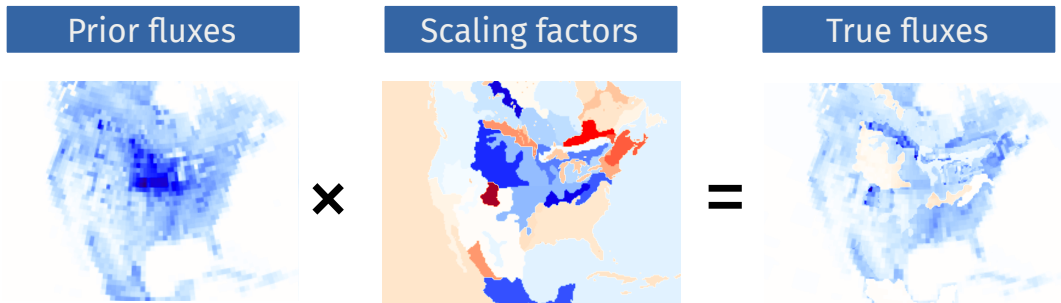 Prior fluxes
Scaling factors
True fluxes
×
=